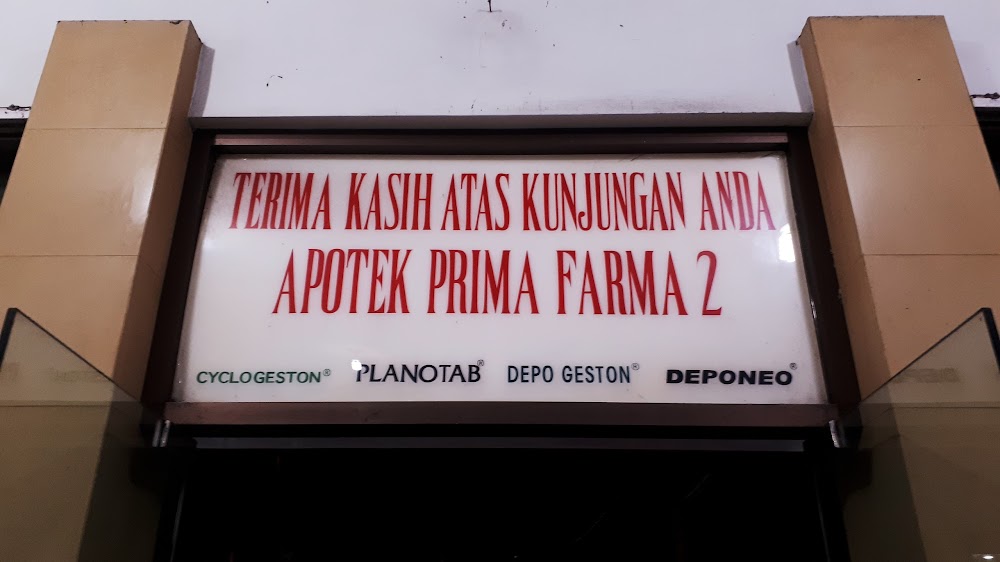 TERIMA KASIH ATAS KUNJUNGAN ANDA
APOTEK PRIMA FARMA 2
CYCLOGESTON® PLANOTAB® DEPO GESTON® DEPONEO®